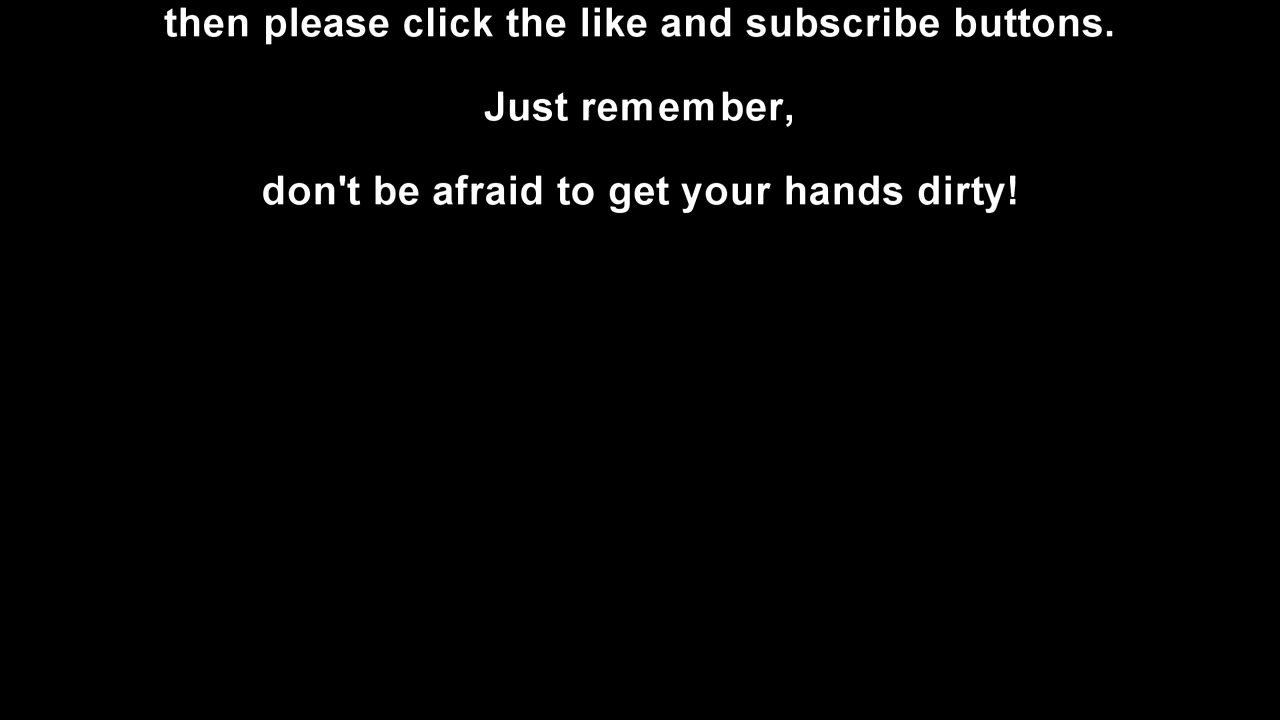 then please click the like and subscribe buttons.
Just remember,
don't be afraid to get your hands dirty!